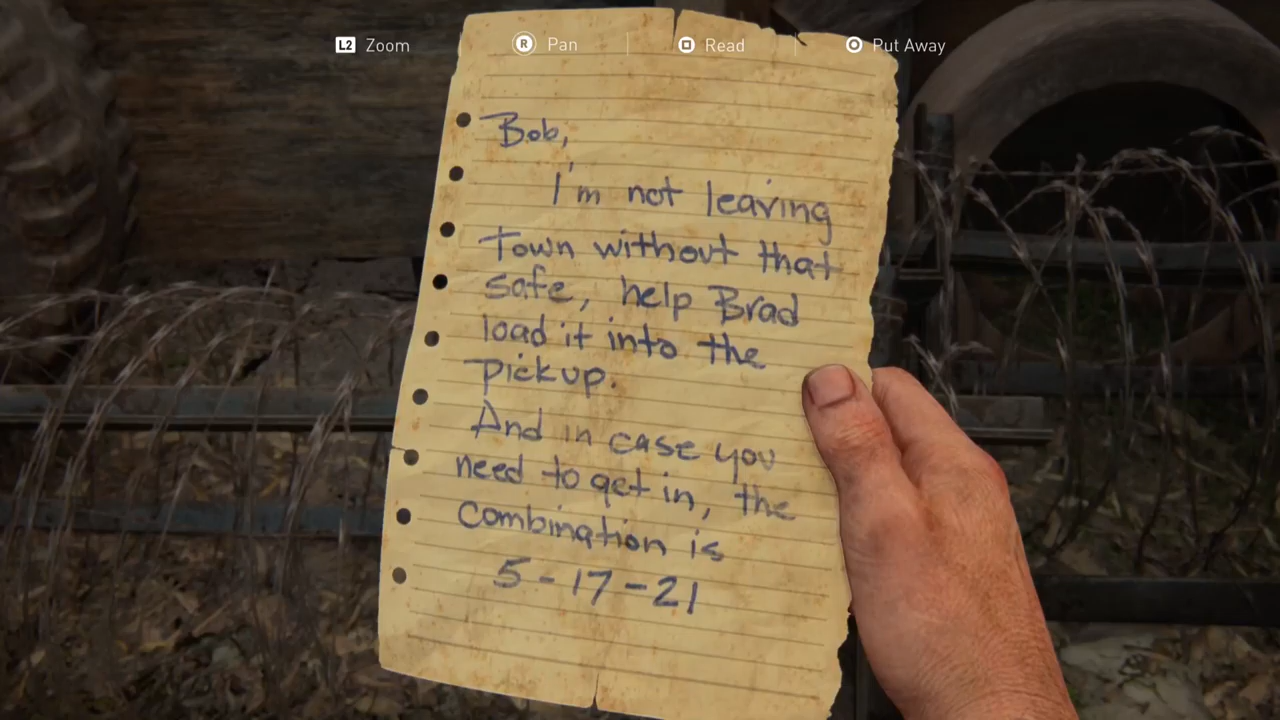 L2 Zoom R Pan Read Put Away
Bob,
I'm not leaving
Town without that
safe, help Brad
load it into the
Pickup.
And in case you
need to get in, the
Combination is
5-17-21